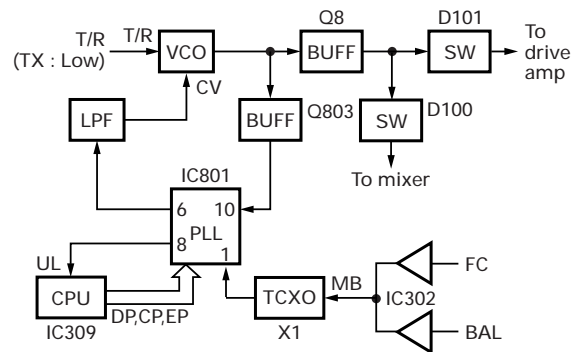 Q8
D101
To
drive
amp
T/R
T/R
(TX : Low)
VCO
BUFF
SW
CV
LPF
BUFF
Q803
D100
SW
To mixer
IC801
6
10
PLL
8
1
UL
CPU
IC309
DP,CP,EP
TCXO
X1
MB
IC302
FC
BAL